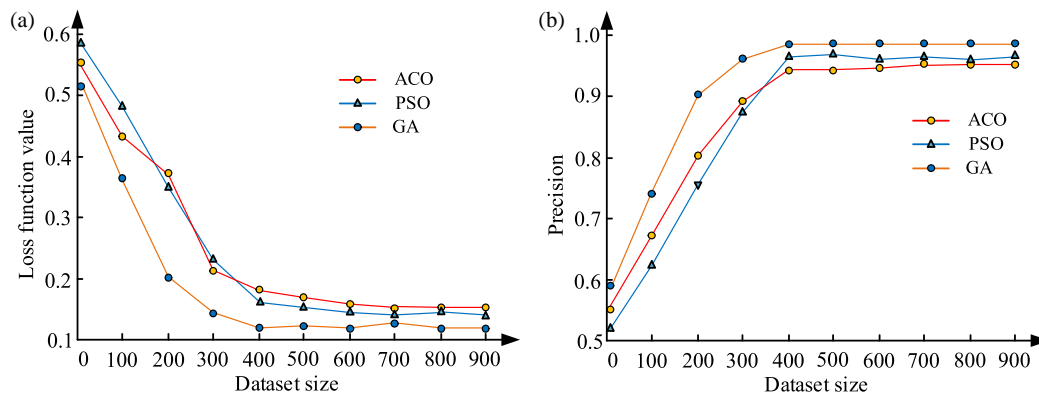 (a)
0.6
0.5
0.4
0.3
0.2
0.1
Loss function value
ACO
PSO
GA
0 100 200 300 400 500 600 700 800 900
Dataset size
(b)
1.0
0.9
0.8
0.7
0.6
0.5
Precision
ACO
PSO
GA
0 100 200 300 400 500 600 700 800 900
Dataset size